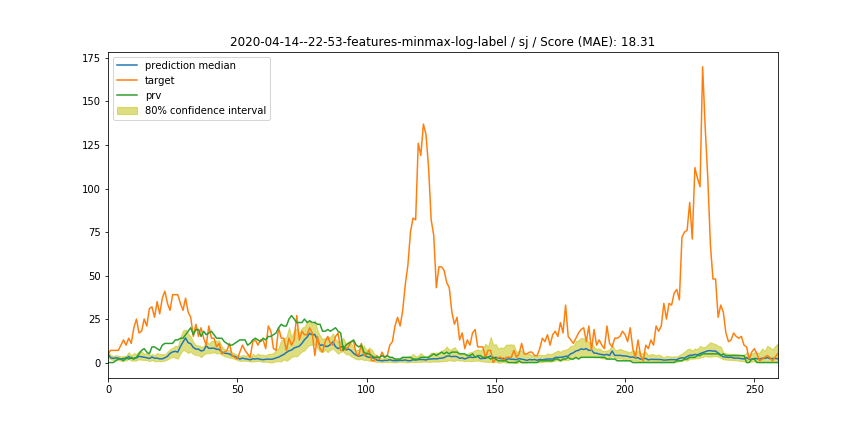 2020-04-14--22-53-features-minmax-log-label / sj / Score (MAE): 18.31
prediction median
target
prv
80% confidence interval
175
150
125
100
75
50
25
0
0 50 100 150 200 250